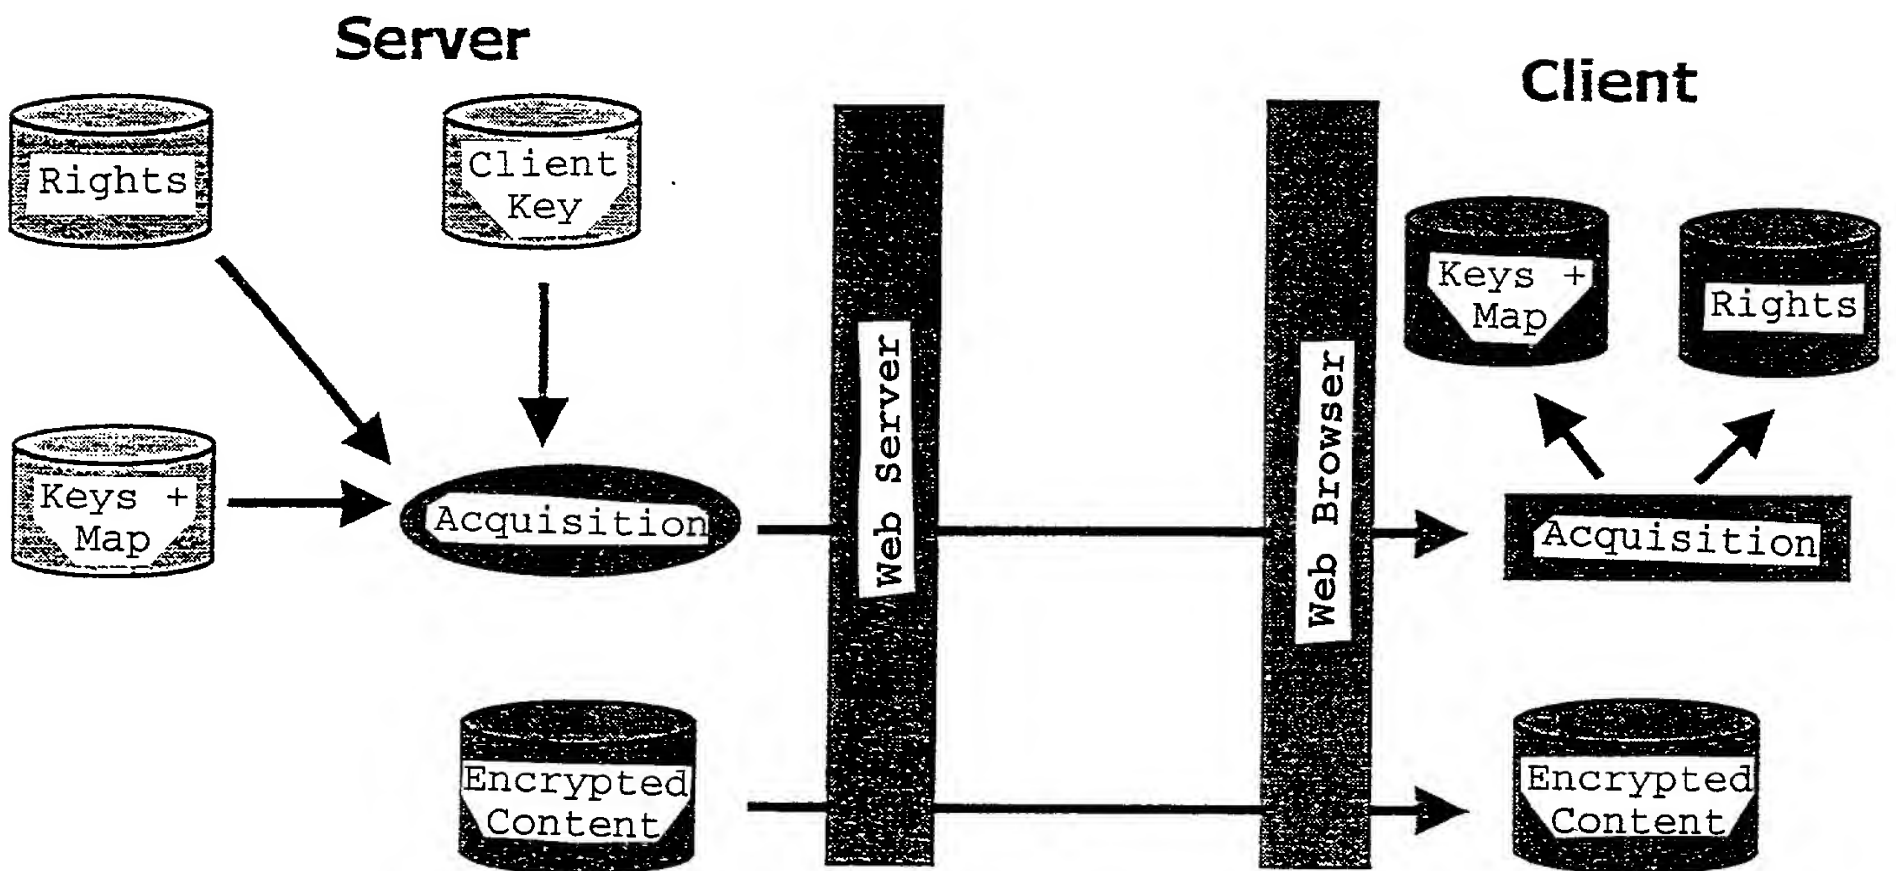 Server
Client
Rights
Client
Key
Keys +
Map
Rights
Web Server
Web Browser
Keys +
Map
Acquisition
Acquisition
Encrypted
Content
Encrypted
Content